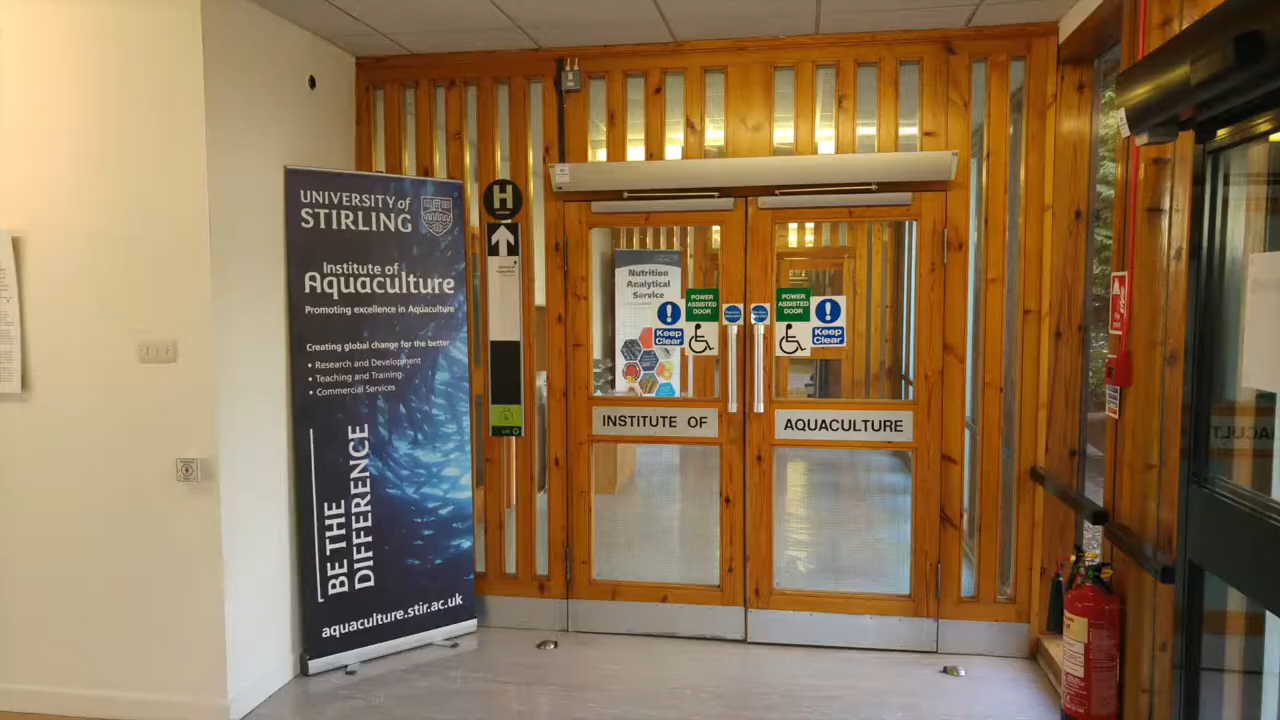 UNIVERSITY of
STIRLING
Institute of
Aquaculture
Promoting excellence in Aquaculture
Creating global change for the better
• Research and Development
• Teaching and Training
• Commercial Services
BE THE
DIFFERENCE
aquaculture.stir.ac.uk
H
Nutrition
Analytical
Service
POWER
ASSISTED
DOOR
Keep
Clear
POWER
ASSISTED
DOOR
Keep
Clear
INSTITUTE OF
AQUACULTURE